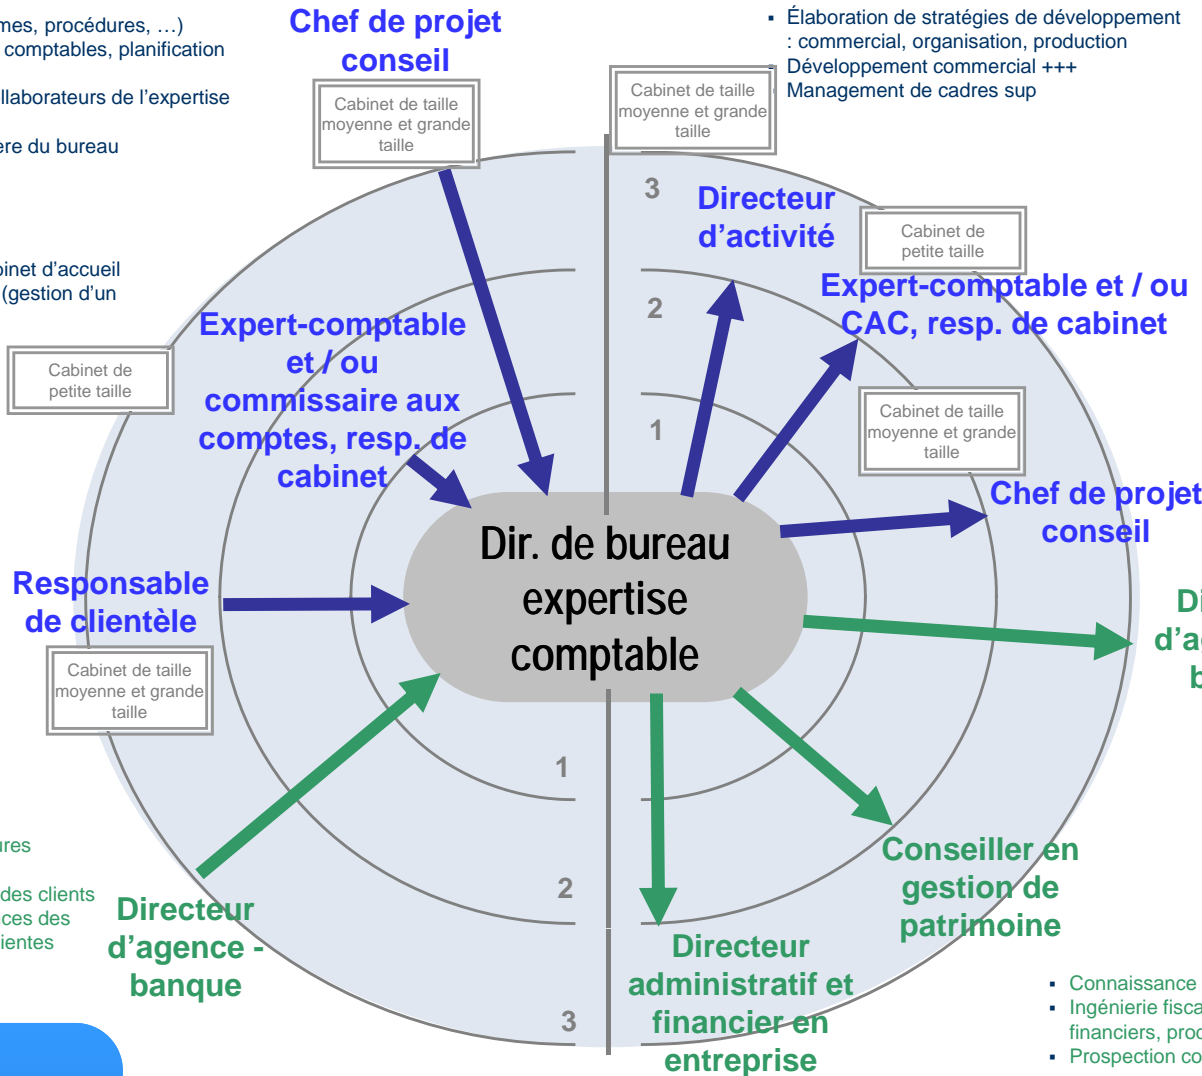 mes, procédures, …)
comptables, planification
llaborateurs de l'expertise
ère du bureau
binet d'accueil
(gestion d'un
Chef de projet
conseil
Cabinet de taille
moyenne et grande
taille
▪ Élaboration de stratégies de développement
: commercial, organisation, production
▪ Développement commercial +++
Management de cadres sup
Cabinet de taille
moyenne et grande
taille
3
Directeur
d'activité
Cabinet de
petite taille
2
Expert-comptable et / ou
CAC, resp. de cabinet
Expert-comptable
et / ou
commissaire aux
comptes, resp. de
cabinet
Cabinet de
petite taille
1
Cabinet de taille
moyenne et grande
taille
Chef de projet
conseil
Dir. de bureau
expertise
comptable
Responsable
de clientèle
Cabinet de taille
moyenne et grande
taille
Di
d'a
b
1
2
3
ures
des clients
nces des
lientes
Directeur
d'agence -
banque
Conseiller en
gestion de
patrimoine
Directeur
administratif et
financier en
entreprise
▪ Connaissance
▪ Ingénierie fisca
financiers, prod
▪ Prospection co